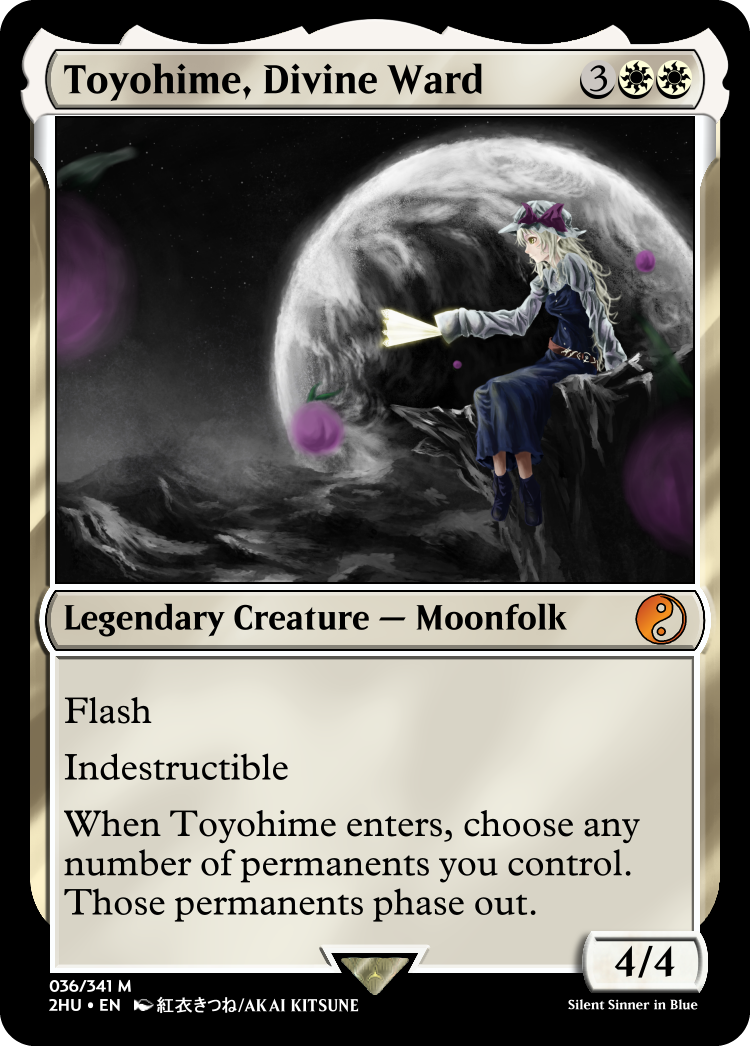 Toyohime, Divine Ward 3
Legendary Creature — Moonfolk
Flash
Indestructible
When Toyohime enters, choose any
number of permanents you control.
Those permanents phase out.
4/4
036/341 M
2HU • EN 紅衣きつね/AKAI KITSUNE
Silent Sinner in Blue